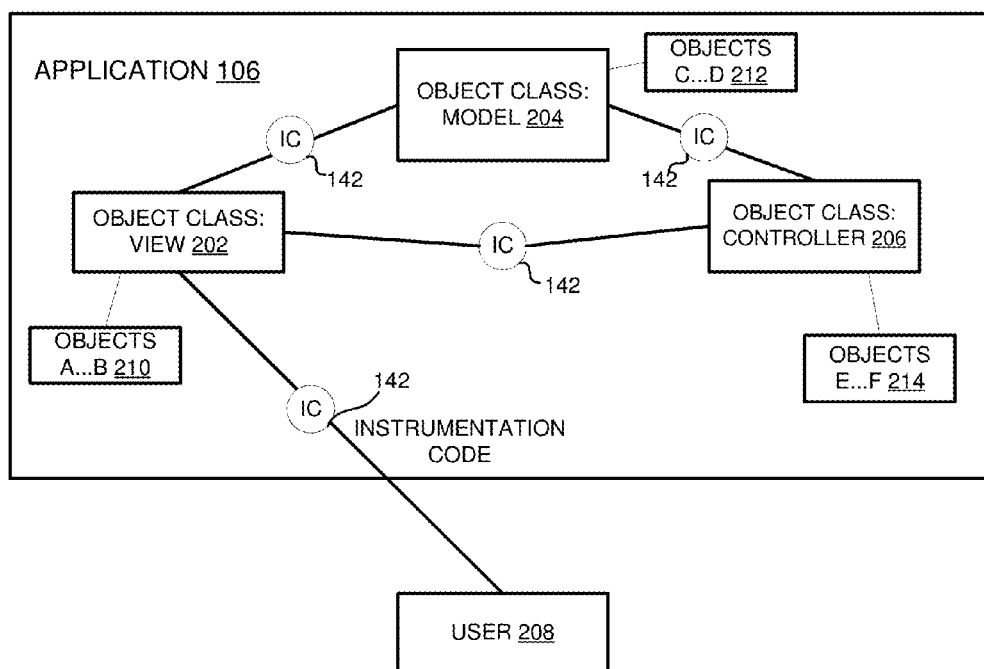 APPLICATION 106
OBJECT CLASS:
MODEL 204
OBJECTS
C...D 212
IC
142
IC
142
OBJECT CLASS:
VIEW 202
IC
142
OBJECT CLASS:
CONTROLLER 206
OBJECTS
A...B 210
OBJECTS
E...F 214
IC
142
INSTRUMENTATION
CODE
USER 208